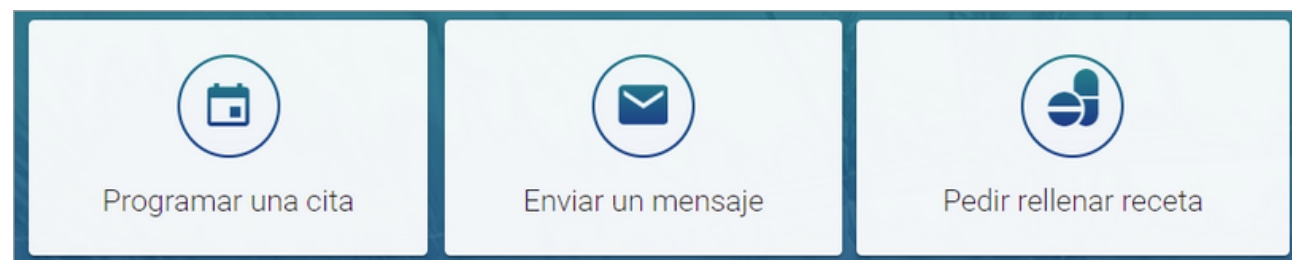 Programar una cita
Enviar un mensaje
Pedir rellenar receta